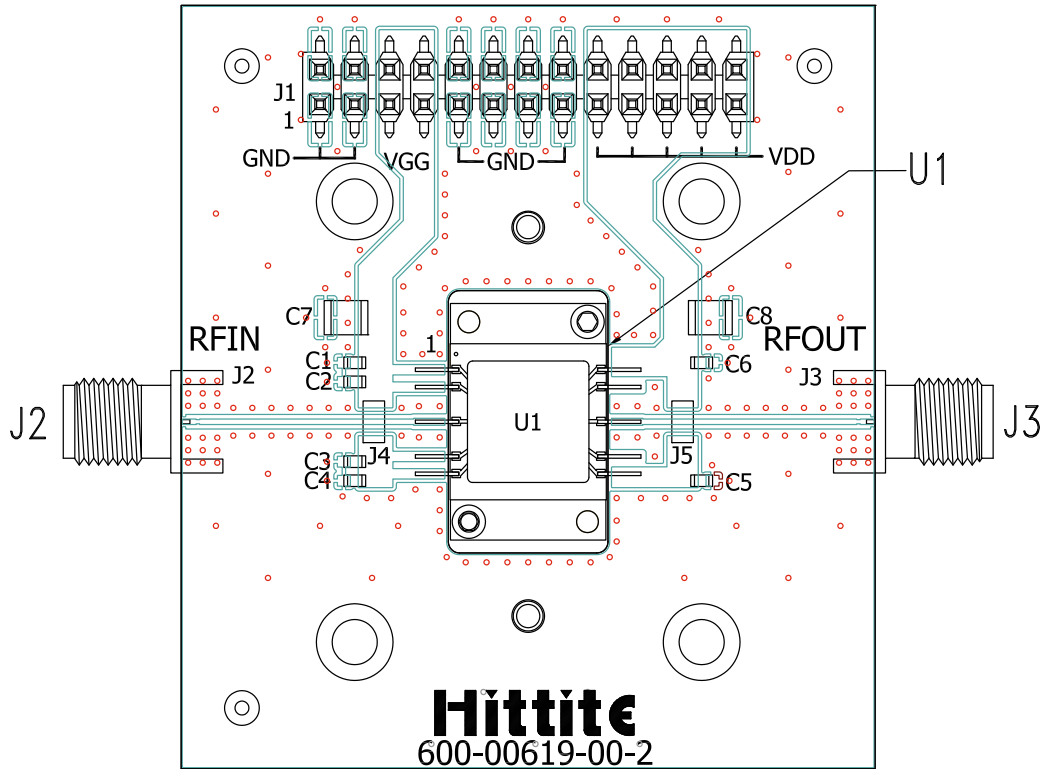 J1
1
GND
VGG
GND
VDD
U1
C7
C8
RFIN
RFOUT
1
C1
C6
J2
C2
J3
J2
U1
J3
J4
J5
C3
C4
C5
Hittite
600-00619-00-2